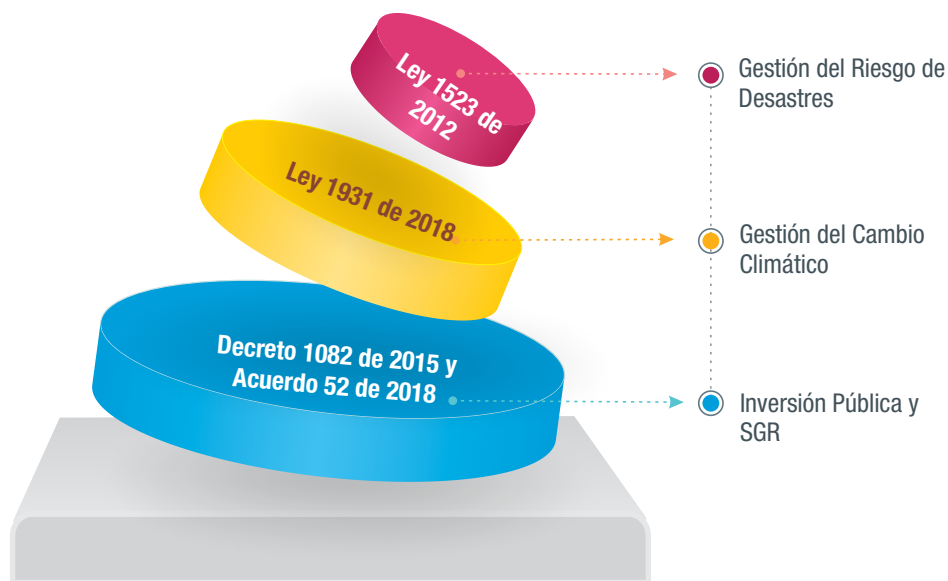 Ley 1523 de
2012
Gestión del Riesgo de
Desastres
Ley 1931 de 2018
Gestión del Cambio
Climático
Decreto 1082 de 2015 y
Acuerdo 52 de 2018
Inversión Pública y
SGR